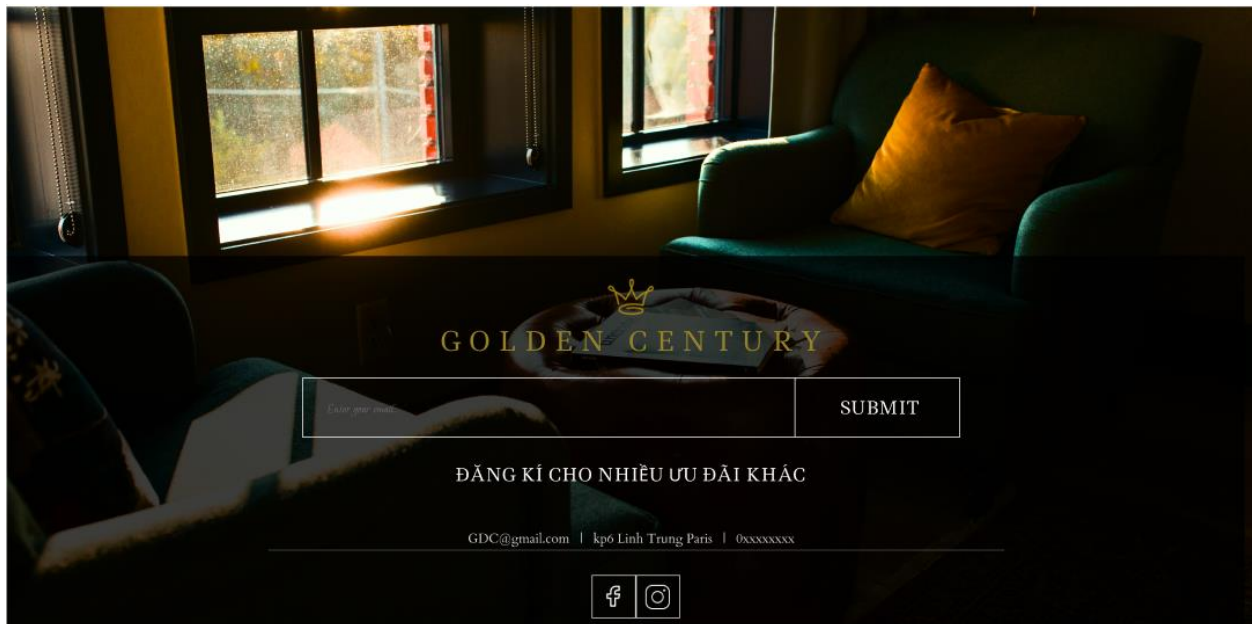 GOLDEN CENTURY
Enter your email...
SUBMIT
ĐĂNG KÍ CHO NHIỀU ƯU ĐÃI KHÁC
GDC@gmail.com | kp6 Linh Trung Paris | 0xxxxxxxx